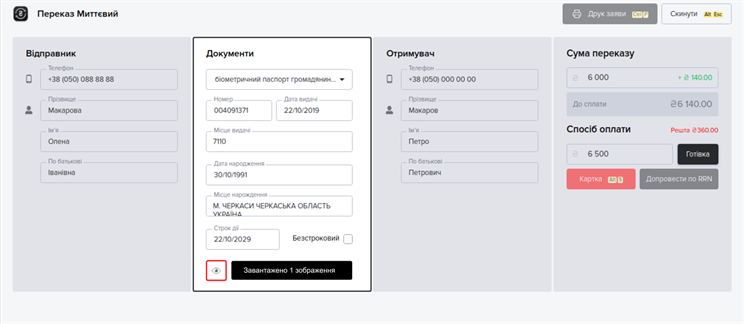 Переказ Миттєвий
Друк заяви Ctrl P
Скинути Alt Esc
Відправник
Телефон
+38 (050) 088 88 88
Прізвище
Макарова
Ім'я
Олена
По батькові
Іванівна
Документи
біометричний паспорт громадянин...
Номер
004091371
Дата видачі
22/10/2019
Місце видачі
7110
Дата народження
30/10/1991
Місце народження
М. ЧЕРКАСИ ЧЕРКАСЬКА ОБЛАСТЬ
УКРАЇНА
Строк дії
22/10/2029
Безстроковий
Завантажено 1 зображення
Отримувач
Телефон
+38 (050) 000 00 00
Прізвище
Макаров
Ім'я
Петро
По батькові
Петрович
Сума переказу
₴ 6 000 + ₴ 140.00
До сплати ₴6 140.00
Спосіб оплати Решта ₴360.00
₴ 6 500 Готівка
Картка Alt S
Допровести по RRN